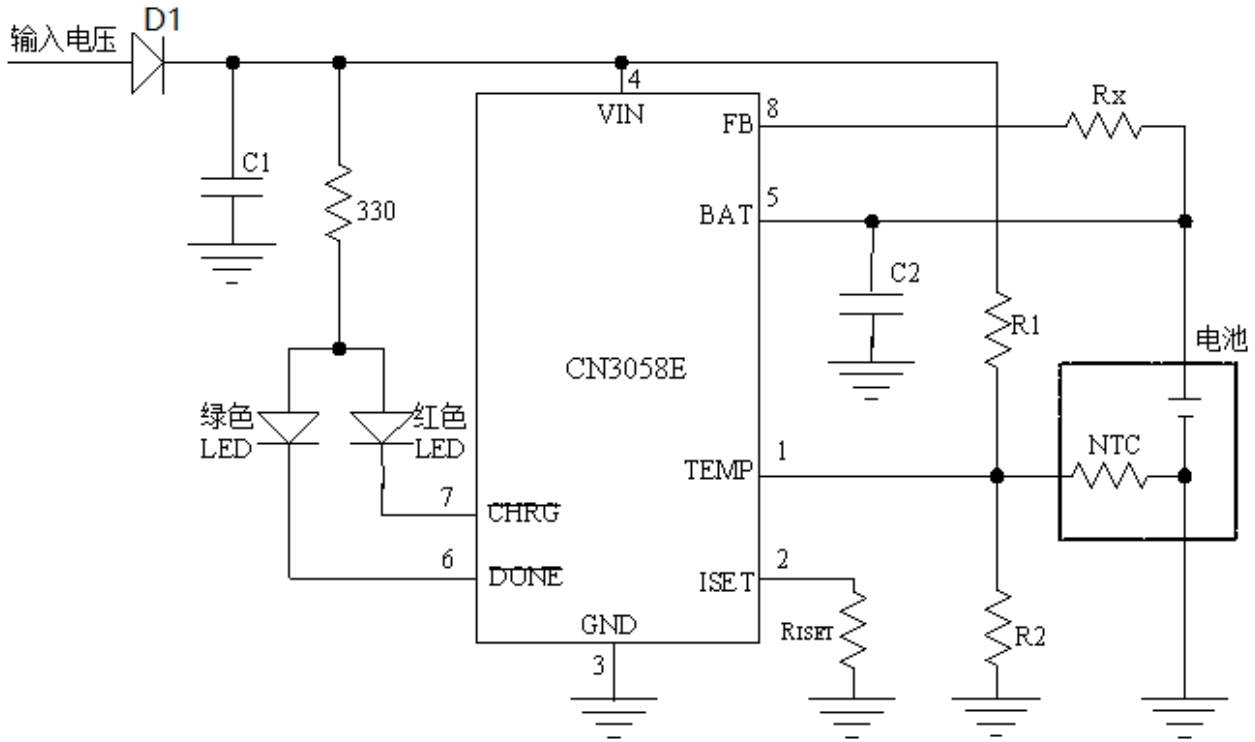 D1
输入电压
4
VIN
8
FB
Rx
C1
330
5
BAT
C2
R1
电池
CN3058E
绿色
LED
红色
LED
NTC
1
TEMP
7
CHRG
6
DONE
2
ISET
RISET
GND
3
R2